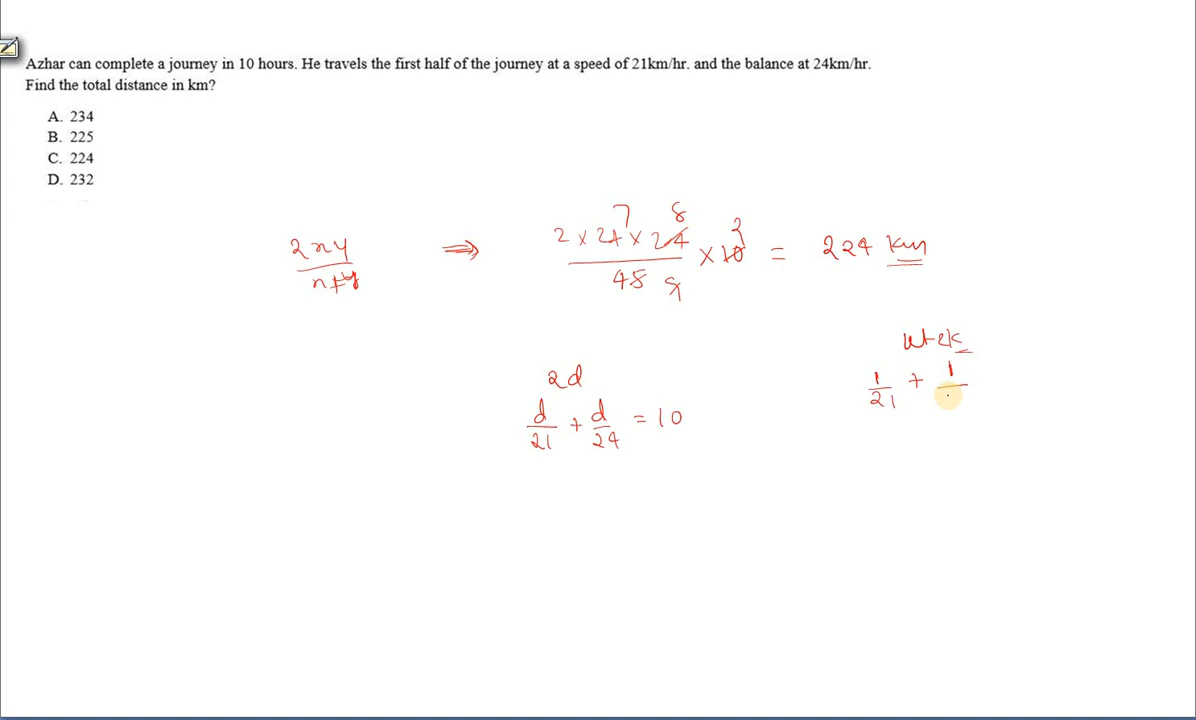 Azhar can complete a journey in 10 hours. He travels the first half of the journey at a speed of 21km/hr. and the balance at 24km/hr.
Find the total distance in km?
A. 234
B. 225
C. 224
D. 232
2xy/x+y ⇒ 2 × 21 × 24/45 × 10 = 224 km
7 8 2
9
2d
d/21 + d/24 = 10
1/21 + 1/